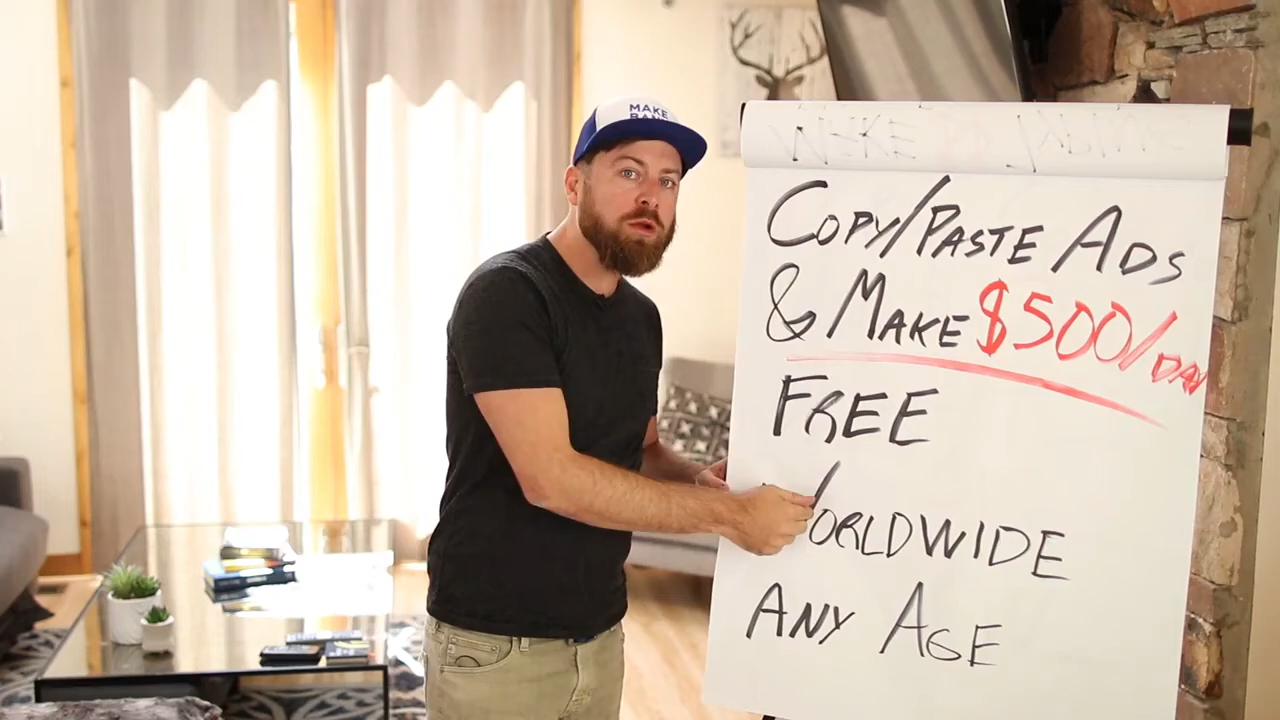 MAKE
COPY/PASTE ADS
& MAKE $500/DAY
FREE
WORLDWIDE
ANY AGE